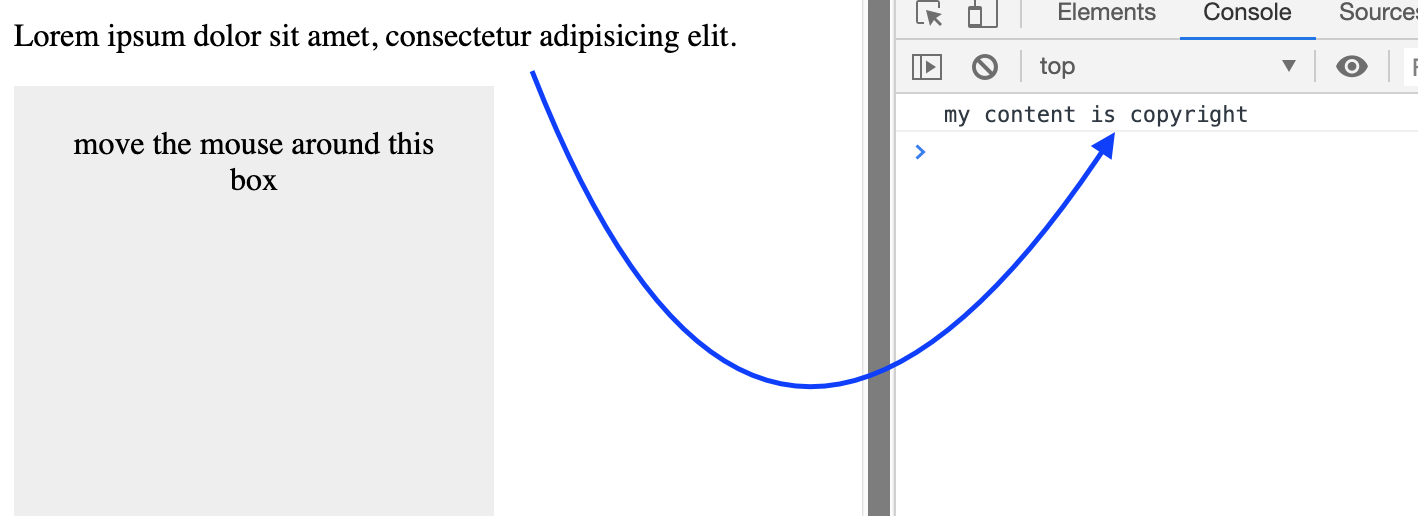 Lorem ipsum dolor sit amet, consectetur adipisicing elit.
move the mouse around this
box
Elements Console Sources
top
my content is copyright